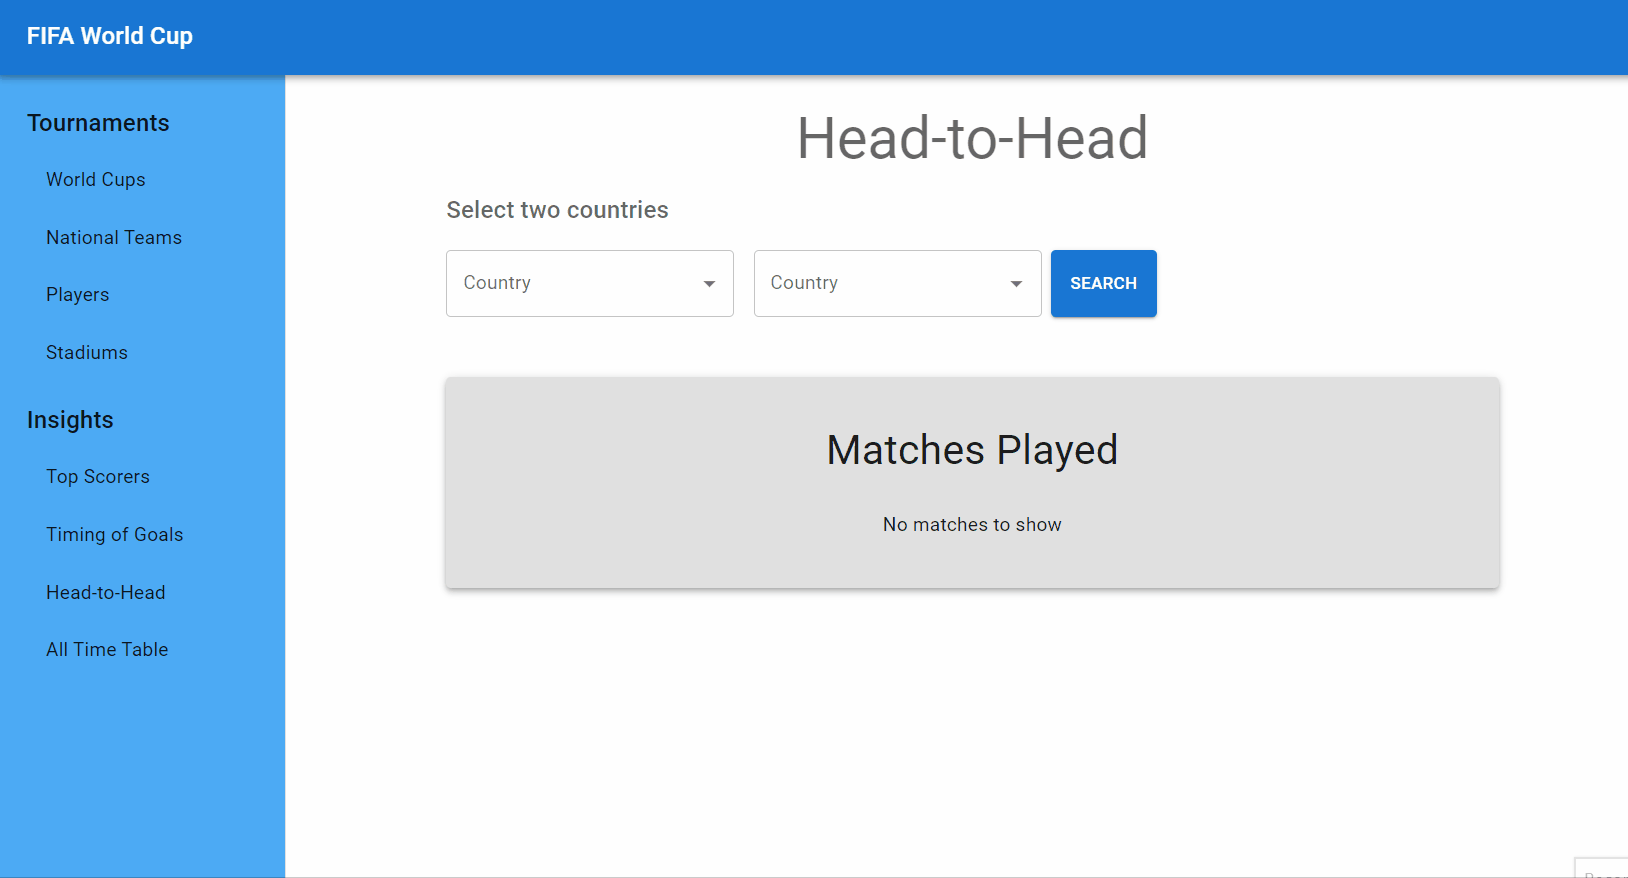 FIFA World Cup
Tournaments
World Cups
National Teams
Players
Stadiums
Insights
Top Scorers
Timing of Goals
Head-to-Head
All Time Table
Head-to-Head
Select two countries
Country
Country
SEARCH
Matches Played
No matches to show